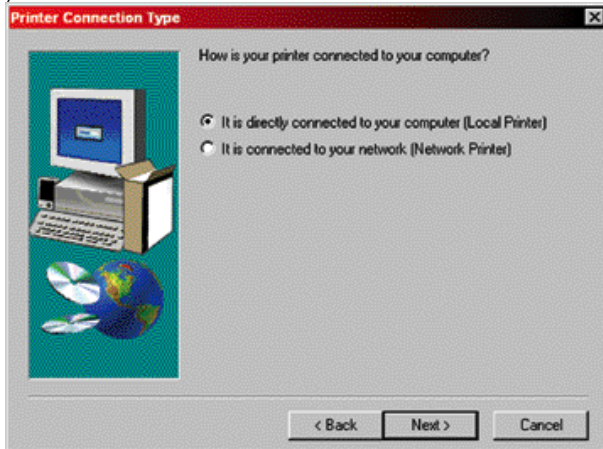 Printer Connection Type
How is your printer connected to your computer?
It is directly connected to your computer (Local Printer)
It is connected to your network (Network Printer)
< Back Next > Cancel